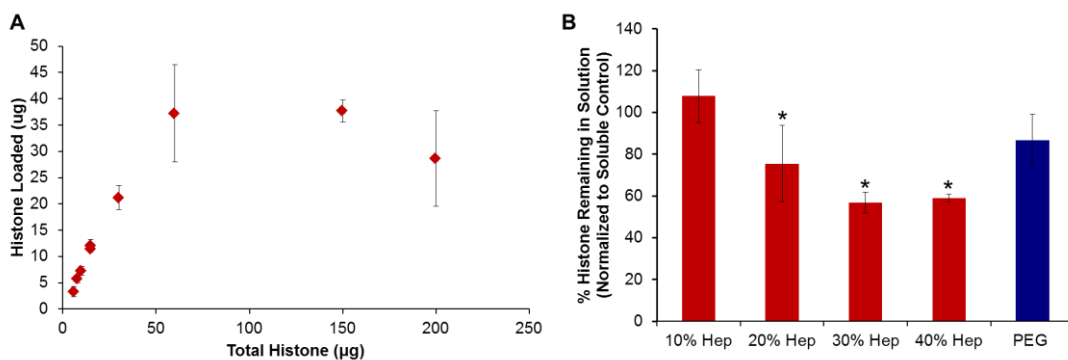 A
Histone Loaded (ug)
50
45
40
35
30
25
20
15
10
5
0
0 50 100 150 200 250
Total Histone (µg)
B
% Histone Remaining in Solution
(Normalized to Soluble Control)
140
120
100
80
60
40
20
0
*
*
*
10% Hep 20% Hep 30% Hep 40% Hep PEG